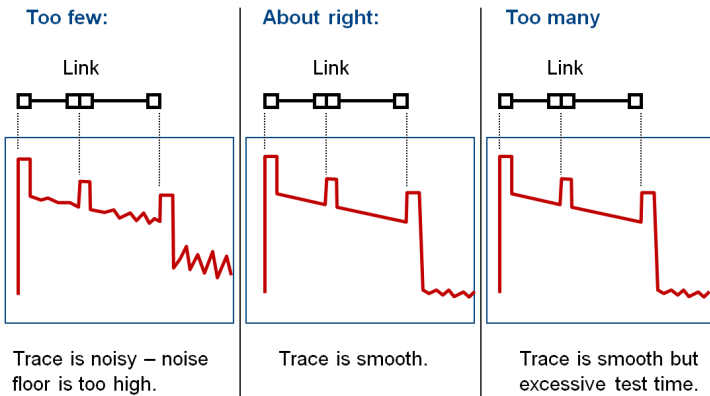 Too few:
Link
Trace is noisy – noise
floor is too high.
About right:
Link
Trace is smooth.
Too many
Link
Trace is smooth but
excessive test time.